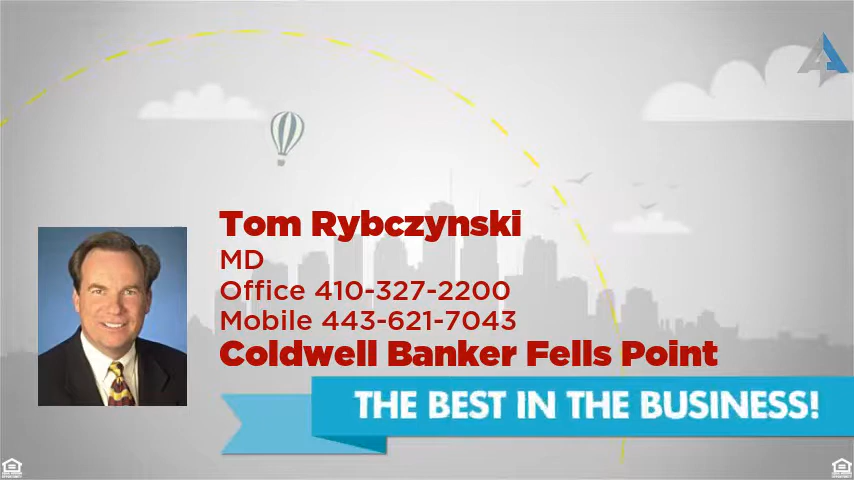 Tom Rybczynski
MD
Office 410-327-2200
Mobile 443-621-7043
Coldwell Banker Fells Point
THE BEST IN THE BUSINESS!